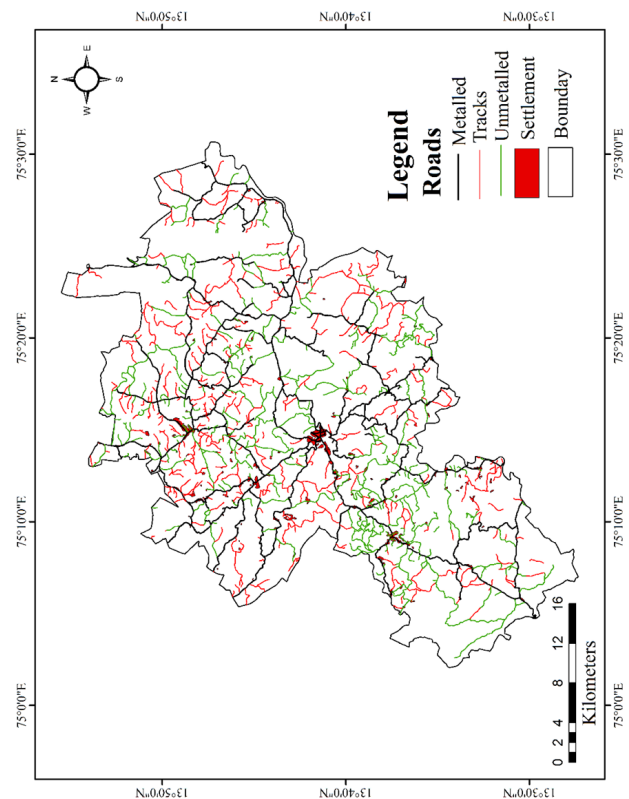 75°0'0"E
75°10'0"E
75°20'0"E
75°30'0"E
13°50'0"N
13°40'0"N
13°30'0"N
N
W
E
S
Legend
Roads
Metalled
Tracks
Unmetalled
Settlement
Bounday
0 2 4 8 12 16
Kilometers
13°50'0"N
13°40'0"N
13°30'0"N
75°0'0"E
75°10'0"E
75°20'0"E
75°30'0"E